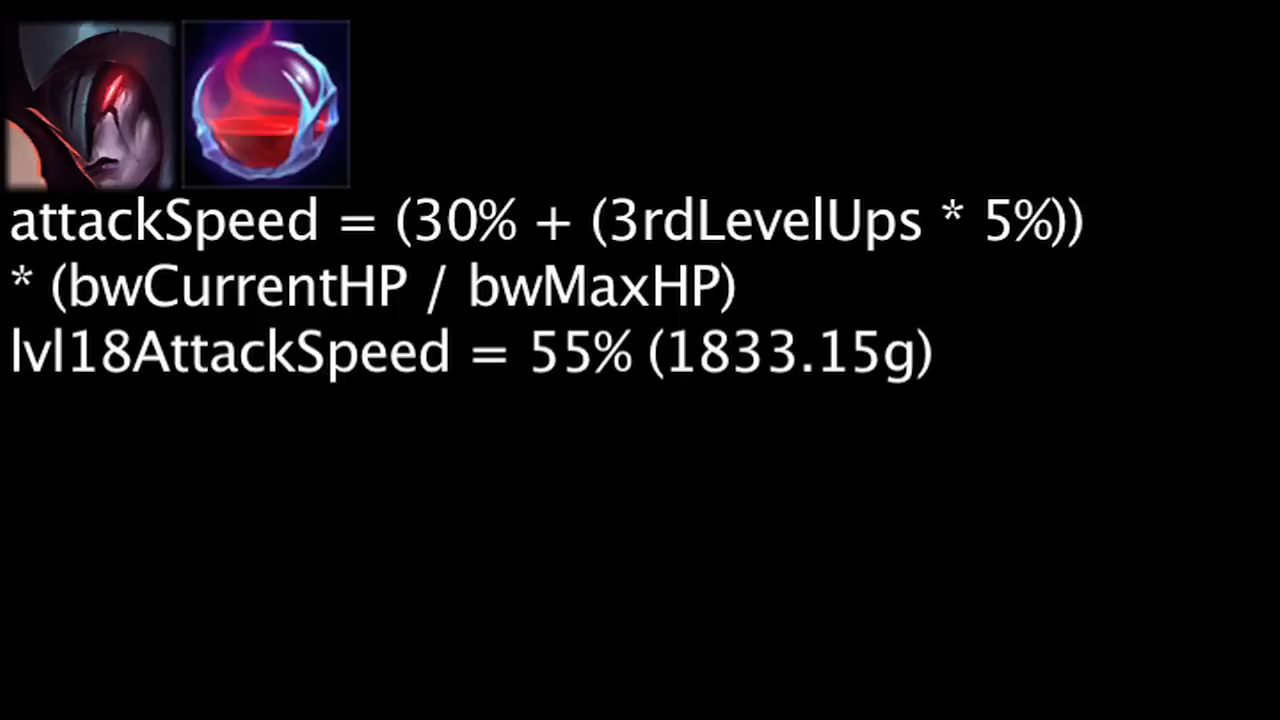 attackSpeed = (30% + (3rdLevelUps * 5%))
* (bwCurrentHP / bwMaxHP)
lvl18AttackSpeed = 55% (1833.15g)